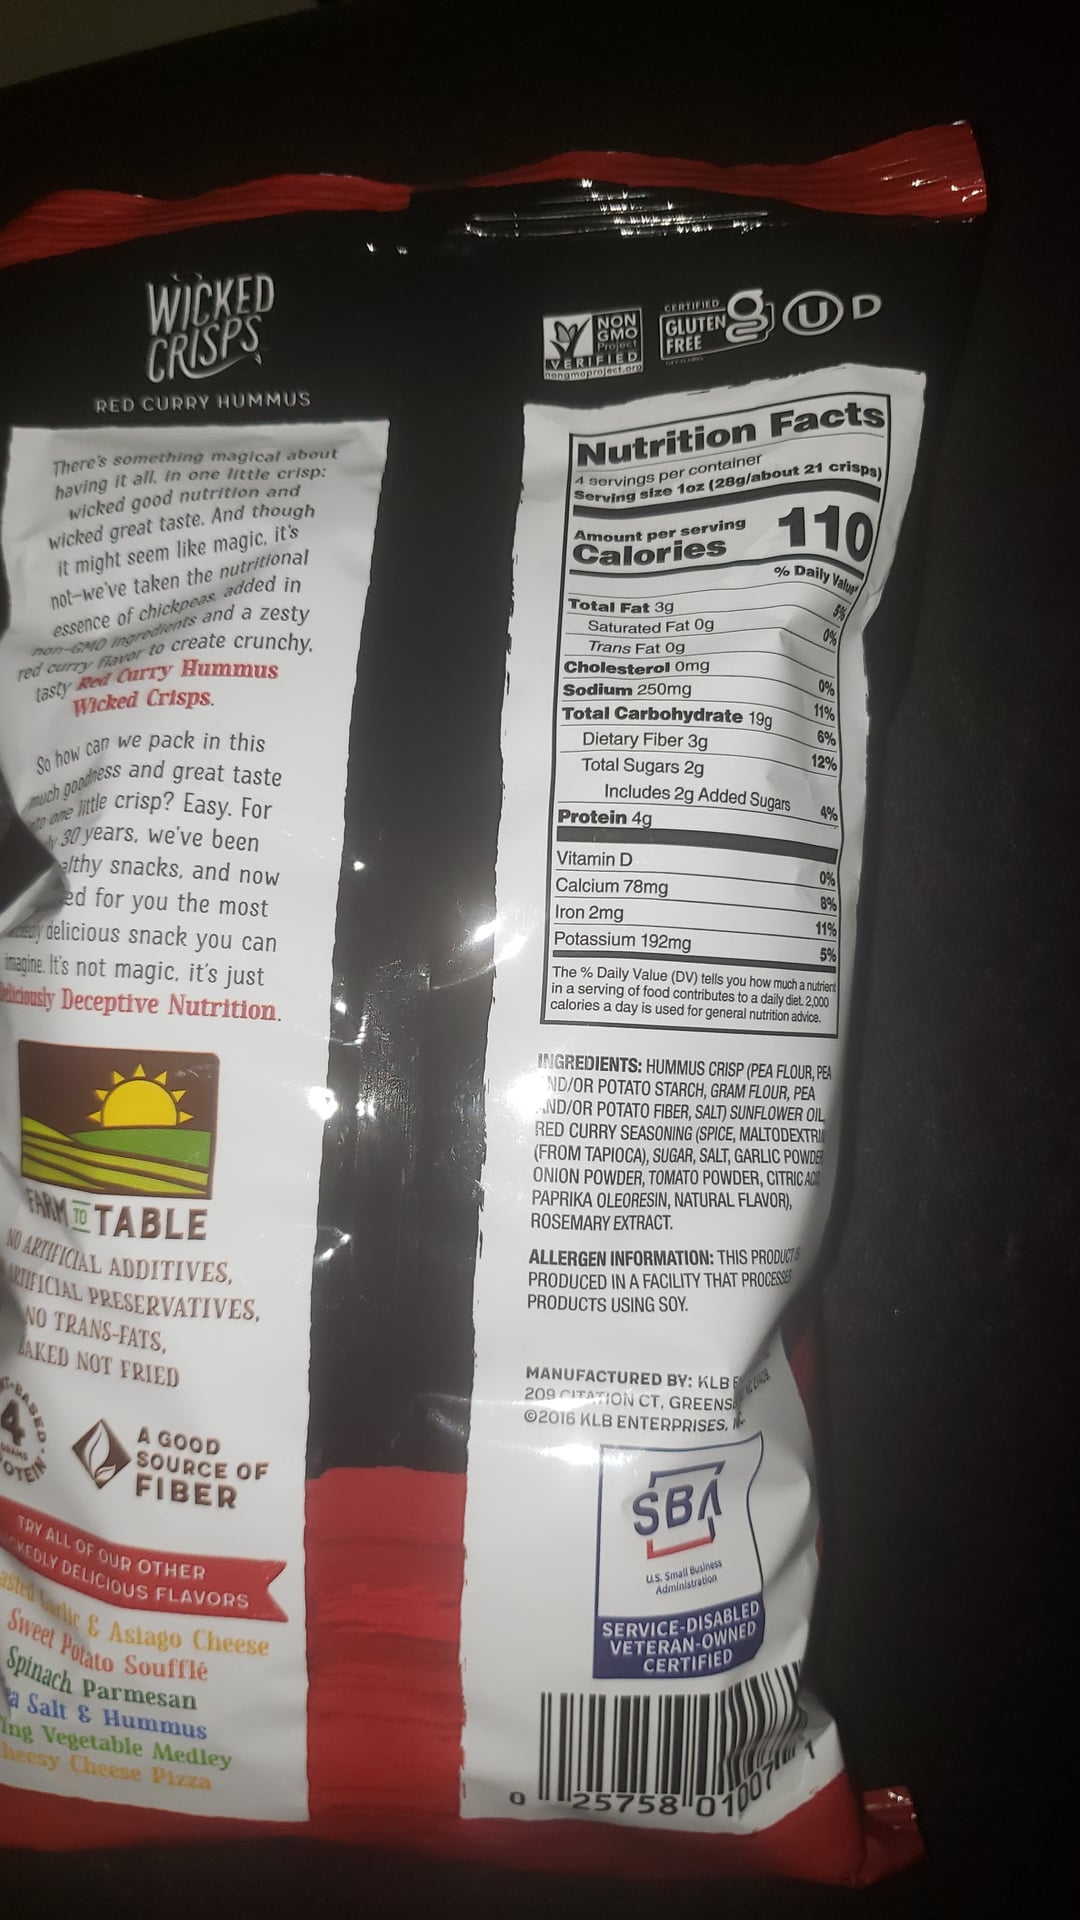 WICKED
CRISPS
RED CURRY HUMMUS
There's something magical about
having it all, in one little crisp:
wicked good nutrition and
wicked great taste. And though
it might seem like magic, it's
not-we've taken the nutritional
essence of chickpeas, added in
non-GMO ingredients and a zesty
red curry flavor to create crunchy,
tasty Red Curry Hummus
Wicked Crisps.
So how can we pack in this
much goodness and great taste
one little crisp? Easy. For
30 years, we've been
snacks, and now
for you the most
delicious snack you can
imagine. It's not magic, it's just
Deliciously Deceptive Nutrition.
FARM TO TABLE
NO ARTIFICIAL ADDITIVES,
ARTIFICIAL PRESERVATIVES,
NO TRANS-FATS,
BAKED NOT FRIED
4
GRAMS
A GOOD
SOURCE OF
FIBER
TRY ALL OF OUR OTHER
DELICIOUS FLAVORS
Garlic & Asiago Cheese
Sweet Potato Soufflé
Spinach Parmesan
Salt & Hummus
Vegetable Medley
Cheese Pizza
NON
GMO
Project
VERIFIED
nongmoproject.org
CERTIFIED
GLUTEN
FREE
U D
Nutrition Facts
4 servings per container
Serving size 1oz (28g/about 21 crisps)
Amount per serving
Calories 110
% Daily Value*
Total Fat 3g 5%
Saturated Fat 0g 0%
Trans Fat 0g
Cholesterol 0mg 0%
Sodium 250mg 11%
Total Carbohydrate 19g 6%
Dietary Fiber 3g 12%
Total Sugars 2g
Includes 2g Added Sugars 4%
Protein 4g
Vitamin D 0%
Calcium 78mg 8%
Iron 2mg 11%
Potassium 192mg 5%
The % Daily Value (DV) tells you how much a nutrient
in a serving of food contributes to a daily diet. 2,000
calories a day is used for general nutrition advice.
INGREDIENTS: HUMMUS CRISP (PEA FLOUR, PEA
AND/OR POTATO STARCH, GRAM FLOUR, PEA
AND/OR POTATO FIBER, SALT) SUNFLOWER OIL,
RED CURRY SEASONING (SPICE, MALTODEXTRIN
(FROM TAPIOCA), SUGAR, SALT, GARLIC POWDER
ONION POWDER, TOMATO POWDER, CITRIC ACID
PAPRIKA OLEORESIN, NATURAL FLAVOR),
ROSEMARY EXTRACT.
ALLERGEN INFORMATION: THIS PRODUCT IS
PRODUCED IN A FACILITY THAT PROCESSES
PRODUCTS USING SOY.
MANUFACTURED BY: KLB
209 CITATION CT, GREENS
©2016 KLB ENTERPRISES,
SBA
U.S. Small Business
Administration
SERVICE-DISABLED
VETERAN-OWNED
CERTIFIED
0 25758 01007 1